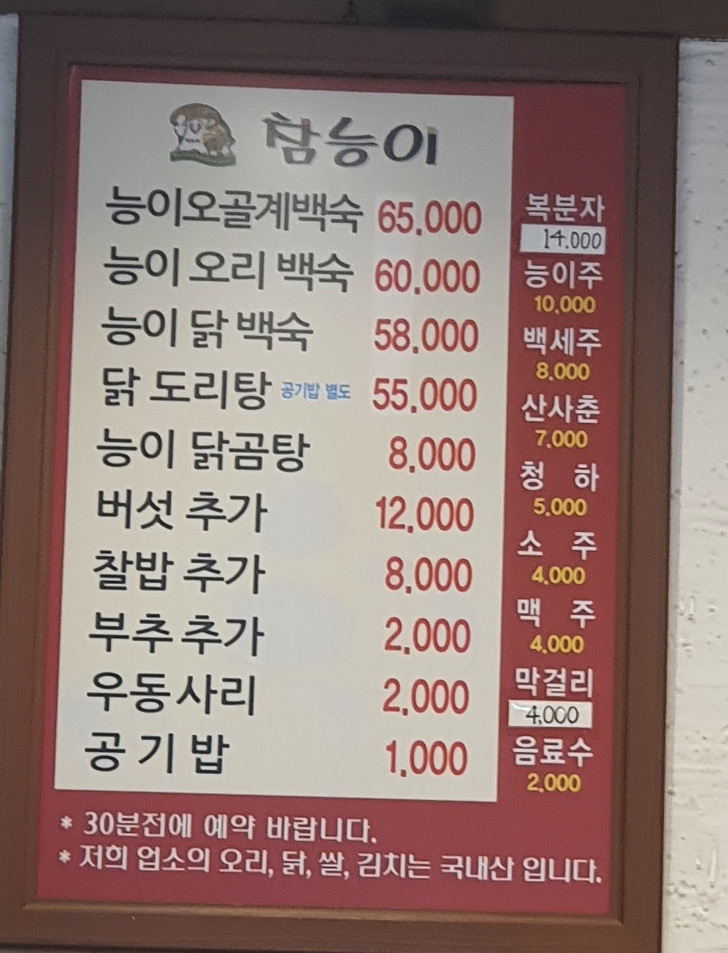 참능이
능이오골계백숙 65,000
능이 오리 백숙 60,000
능이 닭 백숙 58,000
닭 도리탕 공기밥 별도 55,000
능이 닭곰탕 8,000
버섯 추가 12,000
찰밥 추가 8,000
부추 추가 2,000
우동 사리 2,000
공 기 밥 1,000
복분자
14.000
능이주
10,000
백세주
8,000
산사춘
7,000
청 하
5,000
소 주
4,000
맥 주
4,000
막걸리
4,000
음료수
2,000
* 30분전에 예약 바랍니다.
* 저희 업소의 오리, 닭, 쌀, 김치는 국내산 입니다.